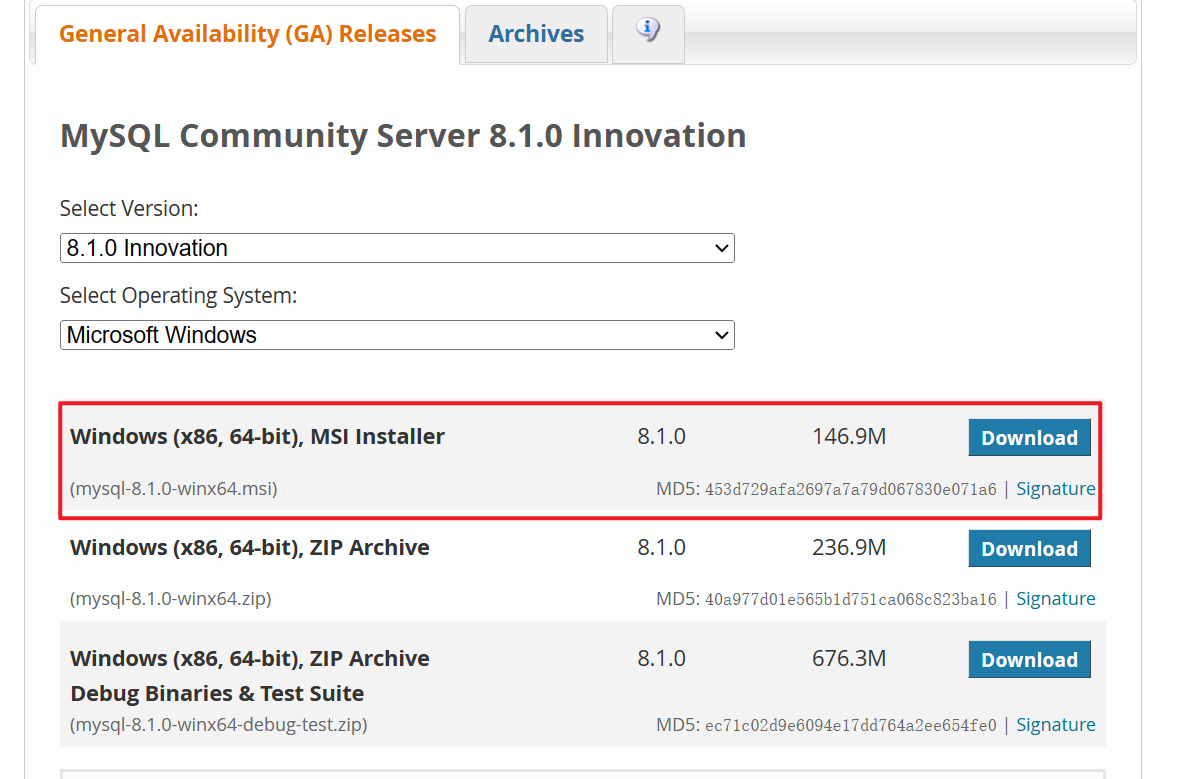 General Availability (GA) Releases
Archives
MySQL Community Server 8.1.0 Innovation
Select Version:
8.1.0 Innovation
Select Operating System:
Microsoft Windows
Windows (x86, 64-bit), MSI Installer 8.1.0 146.9M Download
(mysql-8.1.0-winx64.msi) MD5: 453d729afa2697a7a79d067830e071a6 | Signature
Windows (x86, 64-bit), ZIP Archive 8.1.0 236.9M Download
(mysql-8.1.0-winx64.zip) MD5: 40a977d01e565b1d751ca068c823ba16 | Signature
Windows (x86, 64-bit), ZIP Archive 8.1.0 676.3M Download
Debug Binaries & Test Suite
(mysql-8.1.0-winx64-debug-test.zip) MD5: ec71c02d9e6094e17dd764a2ee654fe0 | Signature